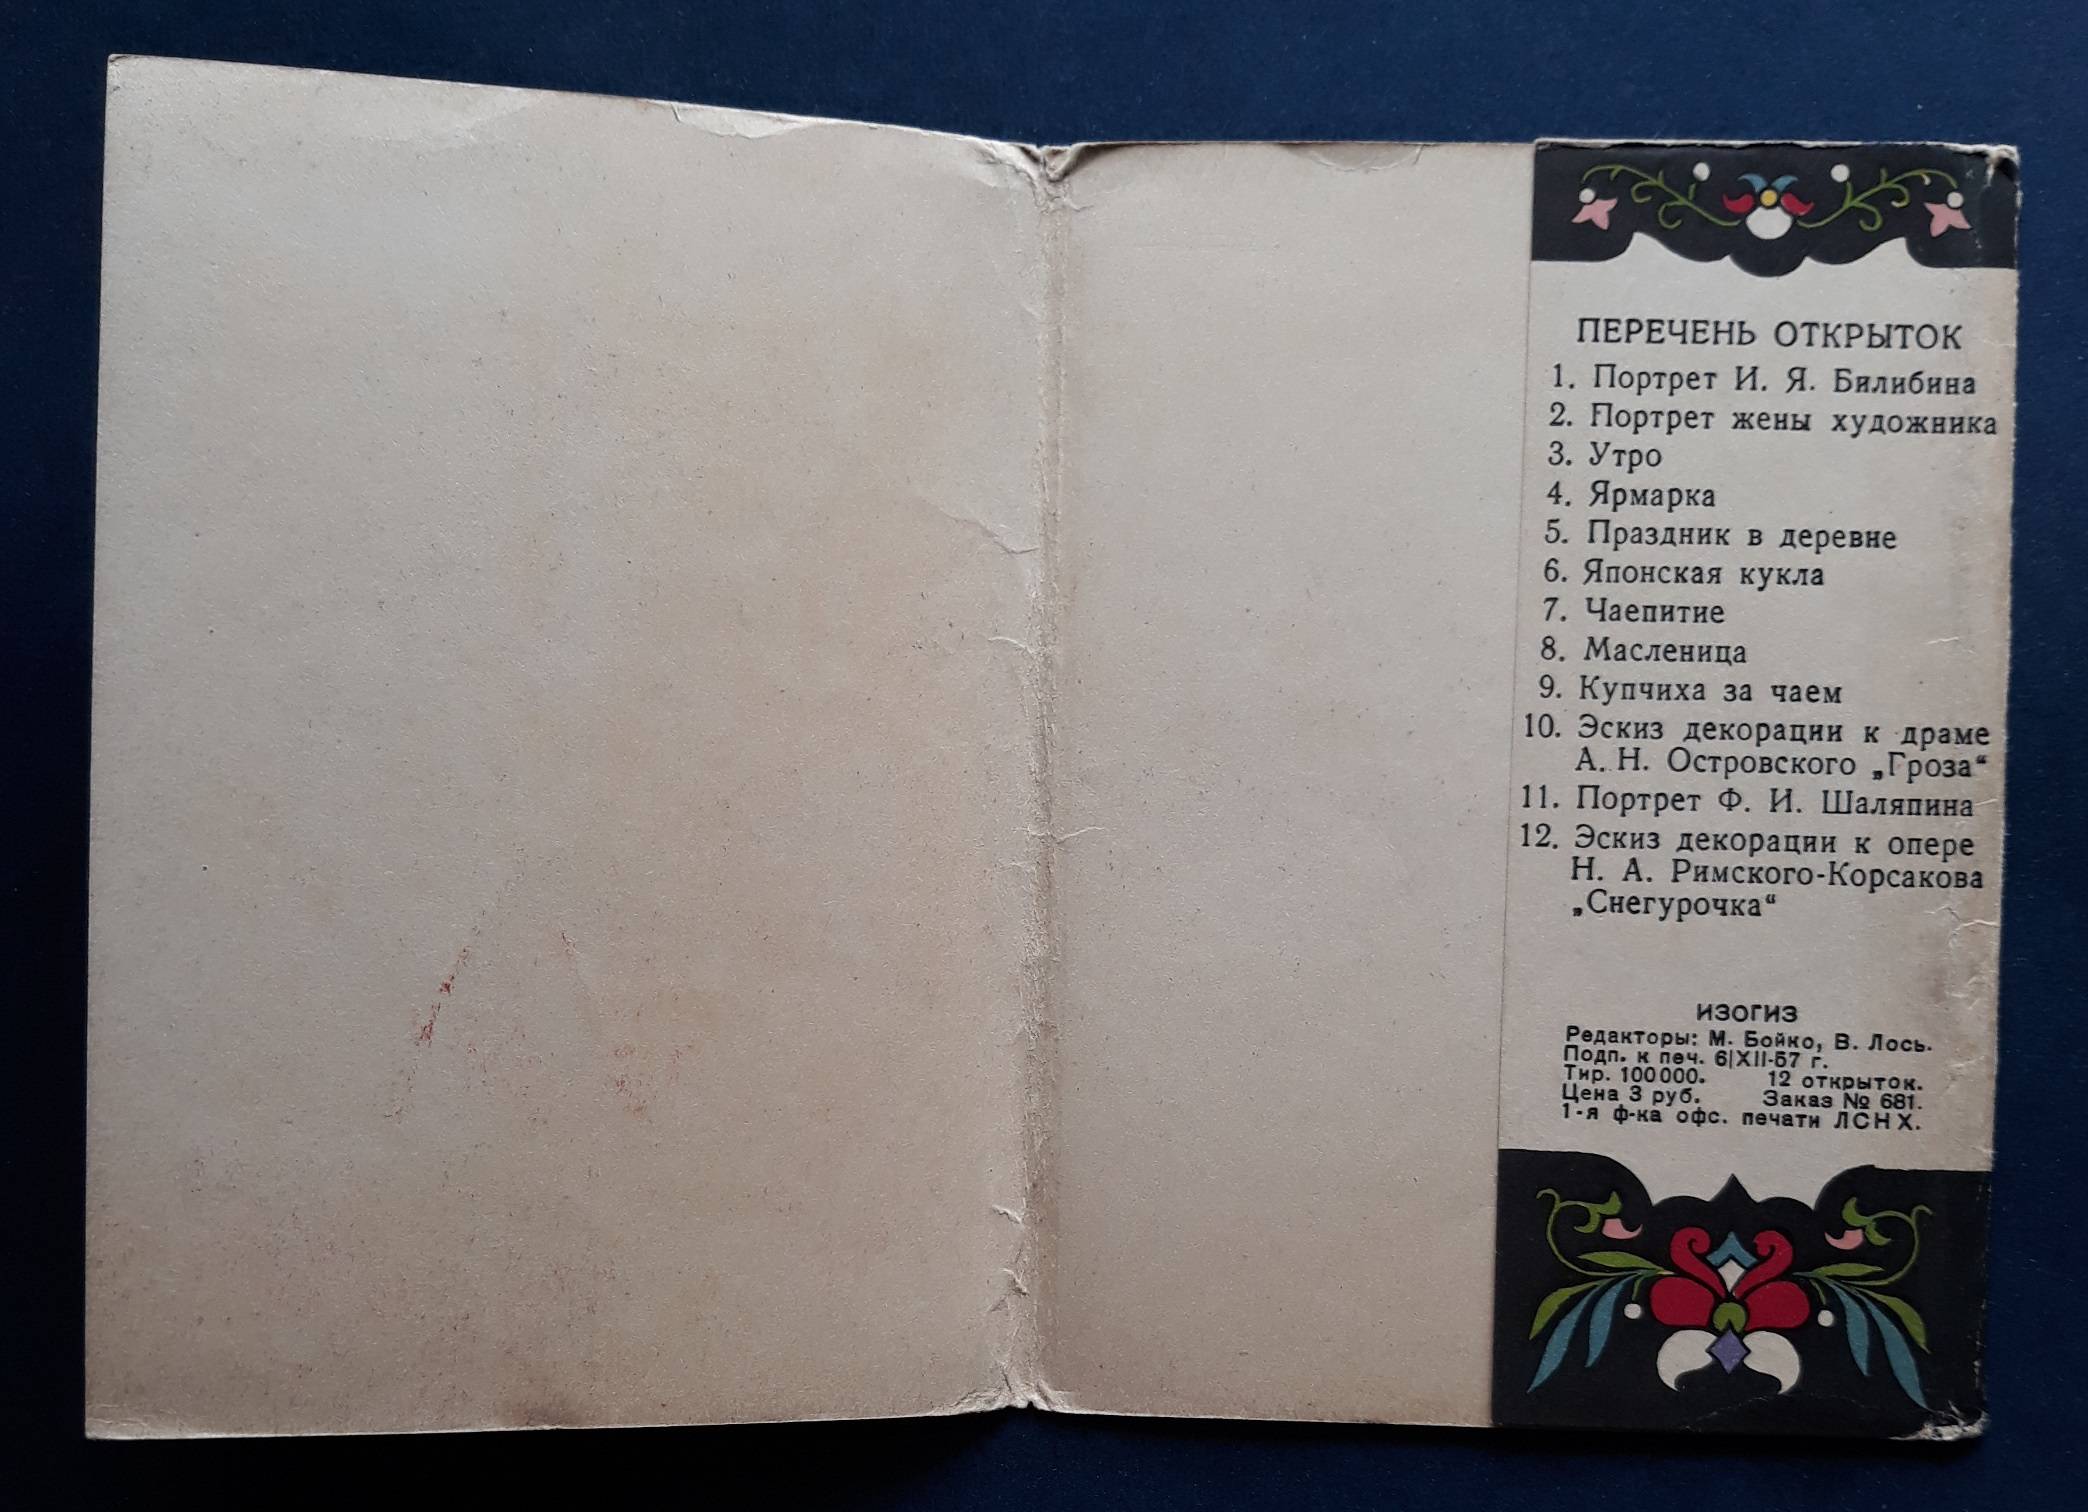 ПЕРЕЧЕНЬ ОТКРЫТОК
1. Портрет И. Я. Билибина
2. Портрет жены художника
3. Утро
4. Ярмарка
5. Праздник в деревне
6. Японская кукла
7. Чаепитие
8. Масленица
9. Купчиха за чаем
10. Эскиз декорации к драме
А. Н. Островского „Гроза“
11. Портрет Ф. И. Шаляпина
12. Эскиз декорации к опере
Н. А. Римского-Корсакова
„Снегурочка“
ИЗОГИЗ
Редакторы: М. Бойко, В. Лось.
Подп. к печ. 6|XII-57 г.
Тир. 100 000. 12 открыток.
Цена 3 руб. Заказ № 681.
1-я ф-ка офс. печати ЛСНХ.